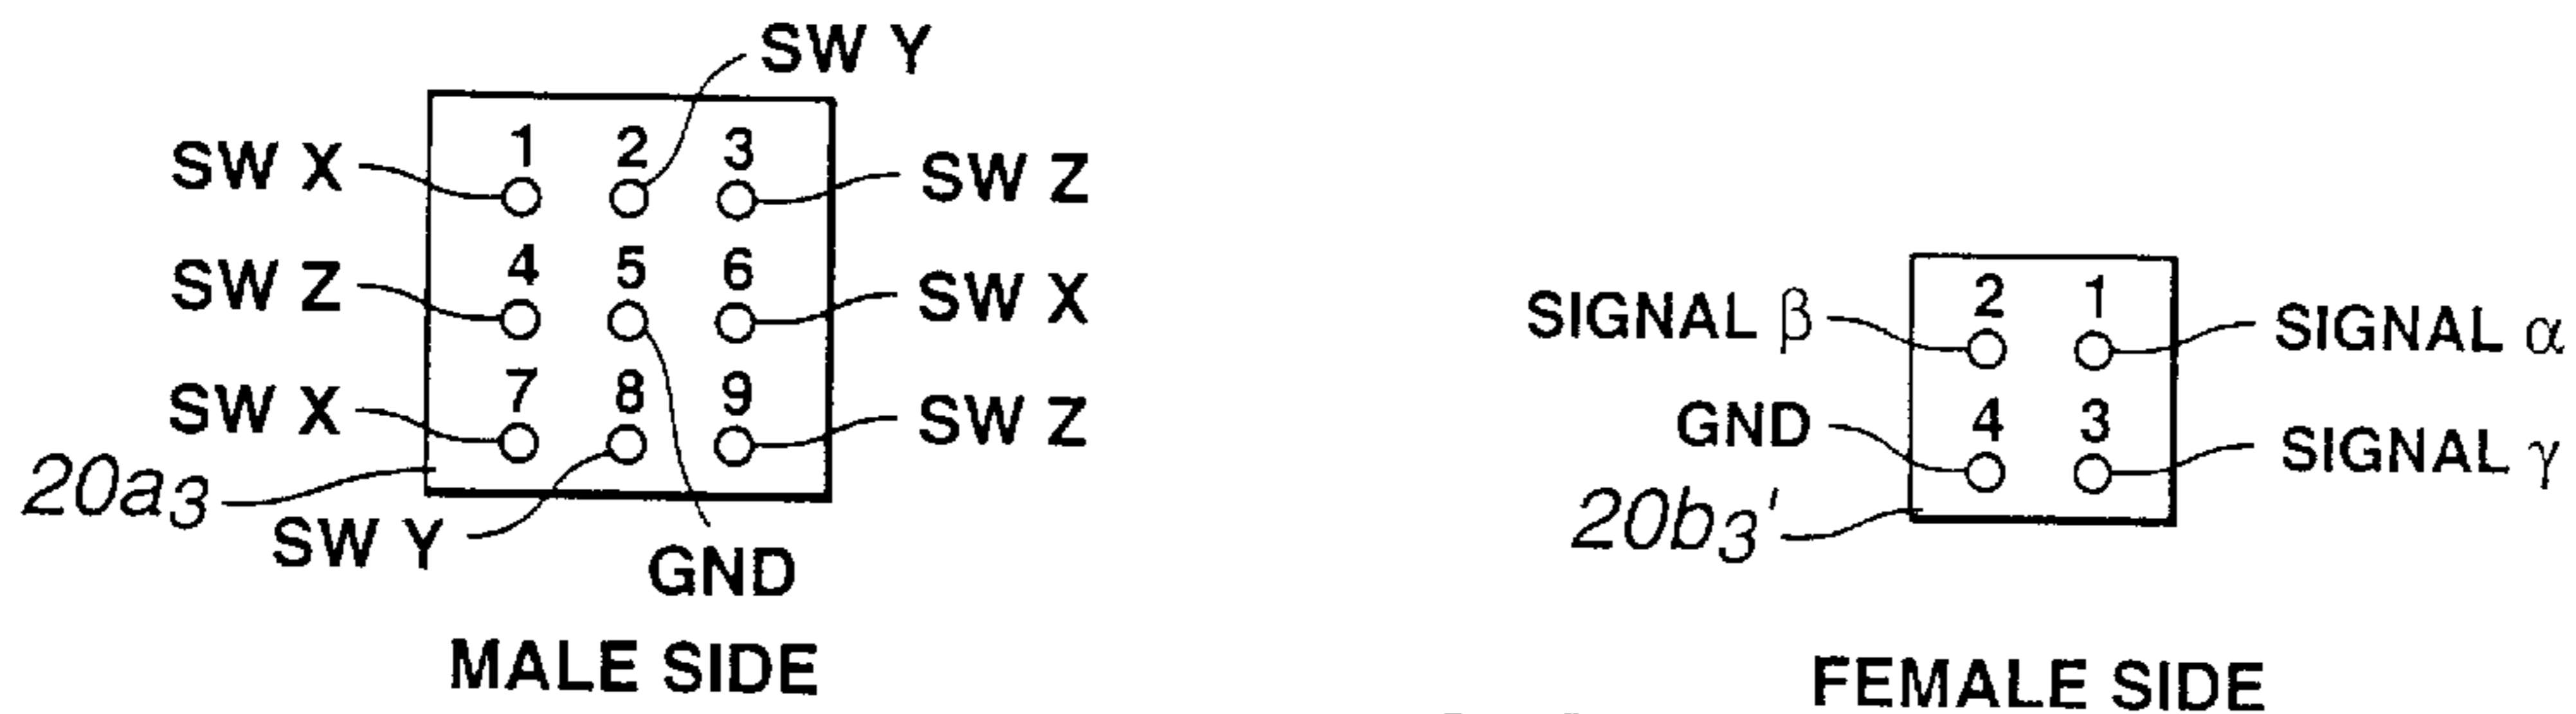 SW Y
1 2 3
SW X
SW Z
4 5 6
SW Z
SW X
7 8 9
SW X
SW Z
20a3
SW Y
GND
MALE SIDE
2 1
SIGNAL β
SIGNAL α
4 3
GND
SIGNAL γ
20b3'
FEMALE SIDE